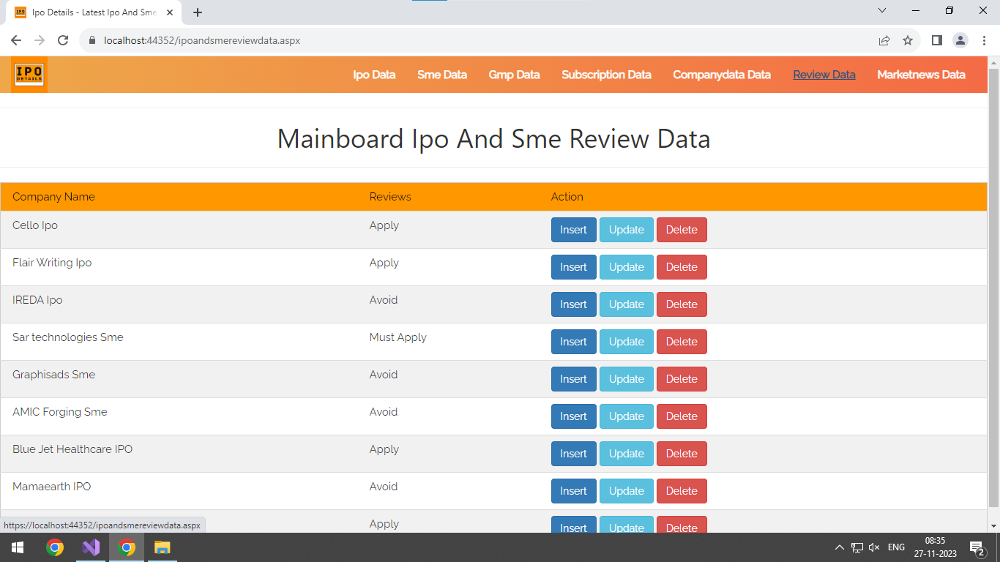 Ipo Details - Latest Ipo And Sme
localhost:44352/ipoandsmereviewdata.aspx
IPO
DETAILS
Ipo Data Sme Data Gmp Data Subscription Data Companydata Data Review Data Marketnews Data
Mainboard Ipo And Sme Review Data
Company Name Reviews Action
Cello Ipo Apply Insert Update Delete
Flair Writing Ipo Apply Insert Update Delete
IREDA Ipo Avoid Insert Update Delete
Sar technologies Sme Must Apply Insert Update Delete
Graphisads Sme Avoid Insert Update Delete
AMIC Forging Sme Avoid Insert Update Delete
Blue Jet Healthcare IPO Apply Insert Update Delete
Mamaearth IPO Avoid Insert Update Delete
Apply Insert Update Delete
https://localhost:44352/ipoandsmereviewdata.aspx
ENG
08:35
27-11-2023
2